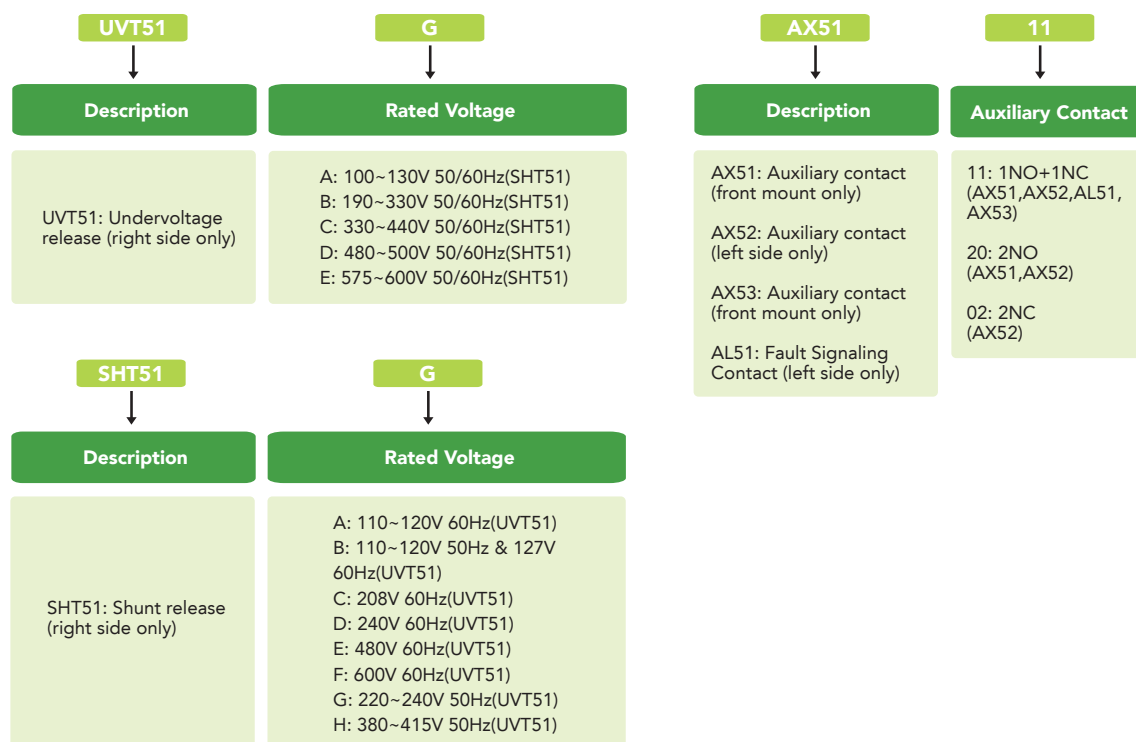 UVT51
G
Description
Rated Voltage
UVT51: Undervoltage
release (right side only)
A: 100~130V 50/60Hz(SHT51)
B: 190~330V 50/60Hz(SHT51)
C: 330~440V 50/60Hz(SHT51)
D: 480~500V 50/60Hz(SHT51)
E: 575~600V 50/60Hz(SHT51)
SHT51
G
Description
Rated Voltage
SHT51: Shunt release
(right side only)
A: 110~120V 60Hz(UVT51)
B: 110~120V 50Hz & 127V
60Hz(UVT51)
C: 208V 60Hz(UVT51)
D: 240V 60Hz(UVT51)
E: 480V 60Hz(UVT51)
F: 600V 60Hz(UVT51)
G: 220~240V 50Hz(UVT51)
H: 380~415V 50Hz(UVT51)
AX51
11
Description
Auxiliary Contact
AX51: Auxiliary contact
(front mount only)
AX52: Auxiliary contact
(left side only)
AX53: Auxiliary contact
(front mount only)
AL51: Fault Signaling
Contact (left side only)
11: 1NO+1NC
(AX51,AX52,AL51,
AX53)
20: 2NO
(AX51,AX52)
02: 2NC
(AX52)